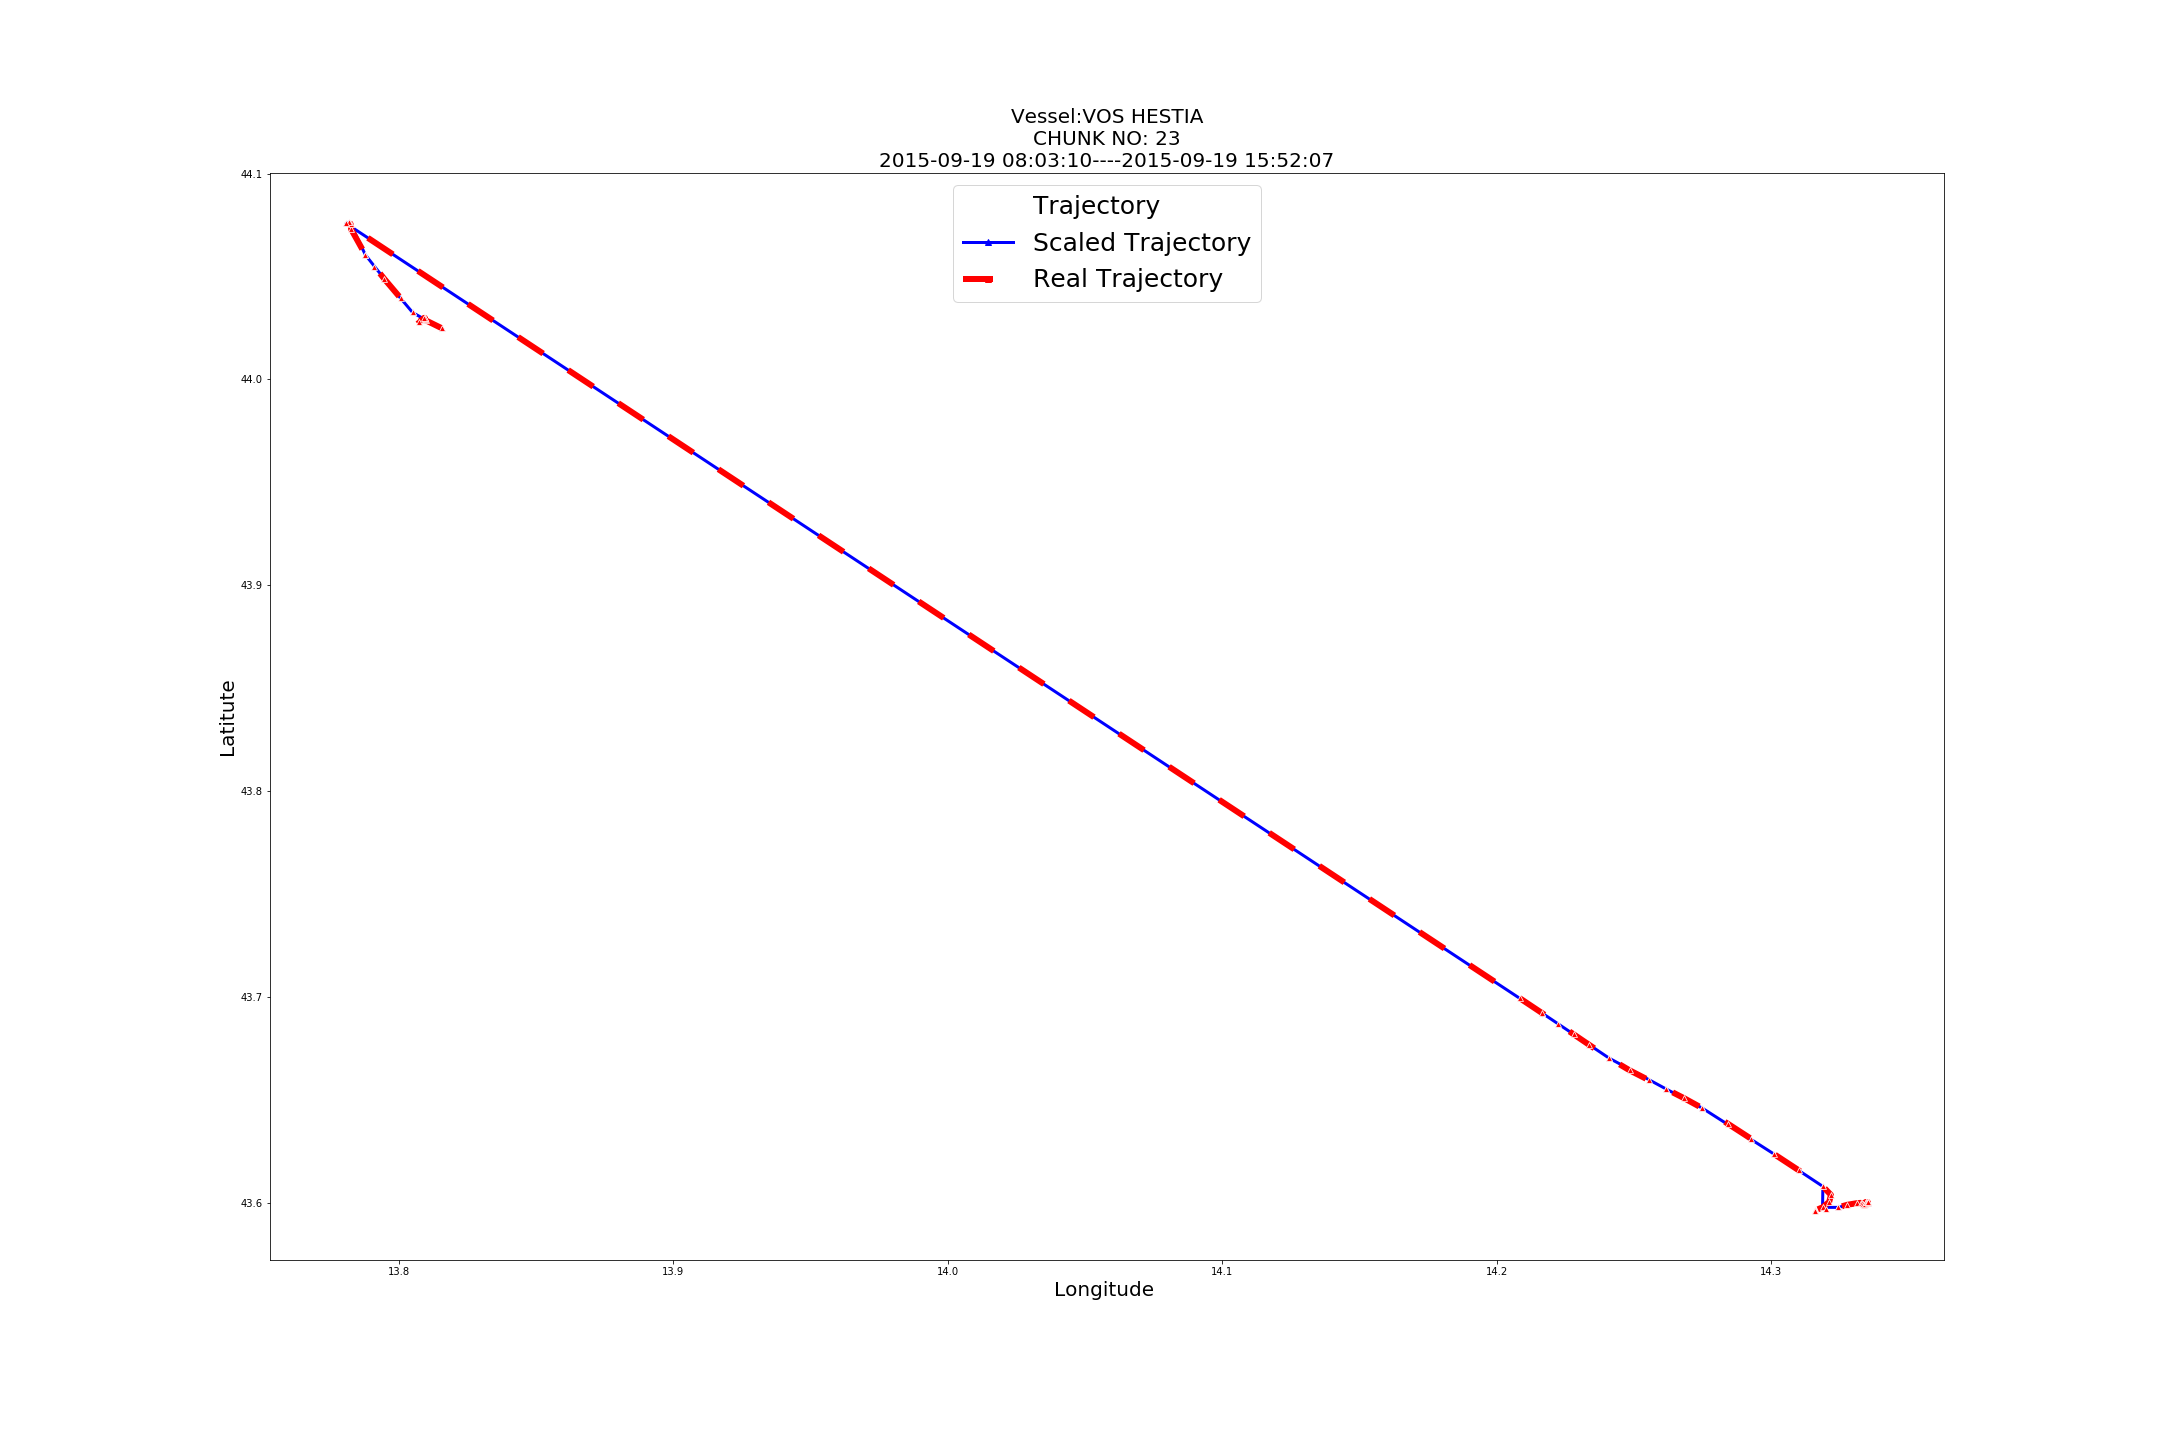 Vessel:VOS HESTIA
CHUNK NO: 23
2015-09-19 08:03:10----2015-09-19 15:52:07
Trajectory
Scaled Trajectory
Real Trajectory
44.1
44.0
43.9
43.8
43.7
43.6
Latitute
13.8
13.9
14.0
14.1
14.2
14.3
Longitude